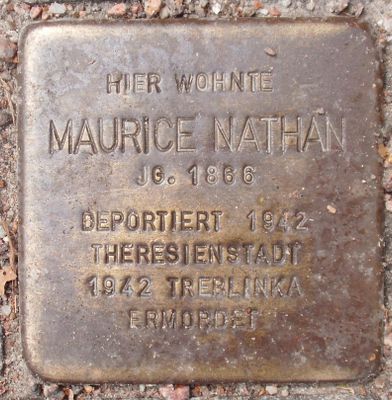 HIER WOHNTE
MAURICE NATHAN
JG. 1866
DEPORTIERT 1942
THERESIENSTADT
1942 TREBLINKA
ERMORDET